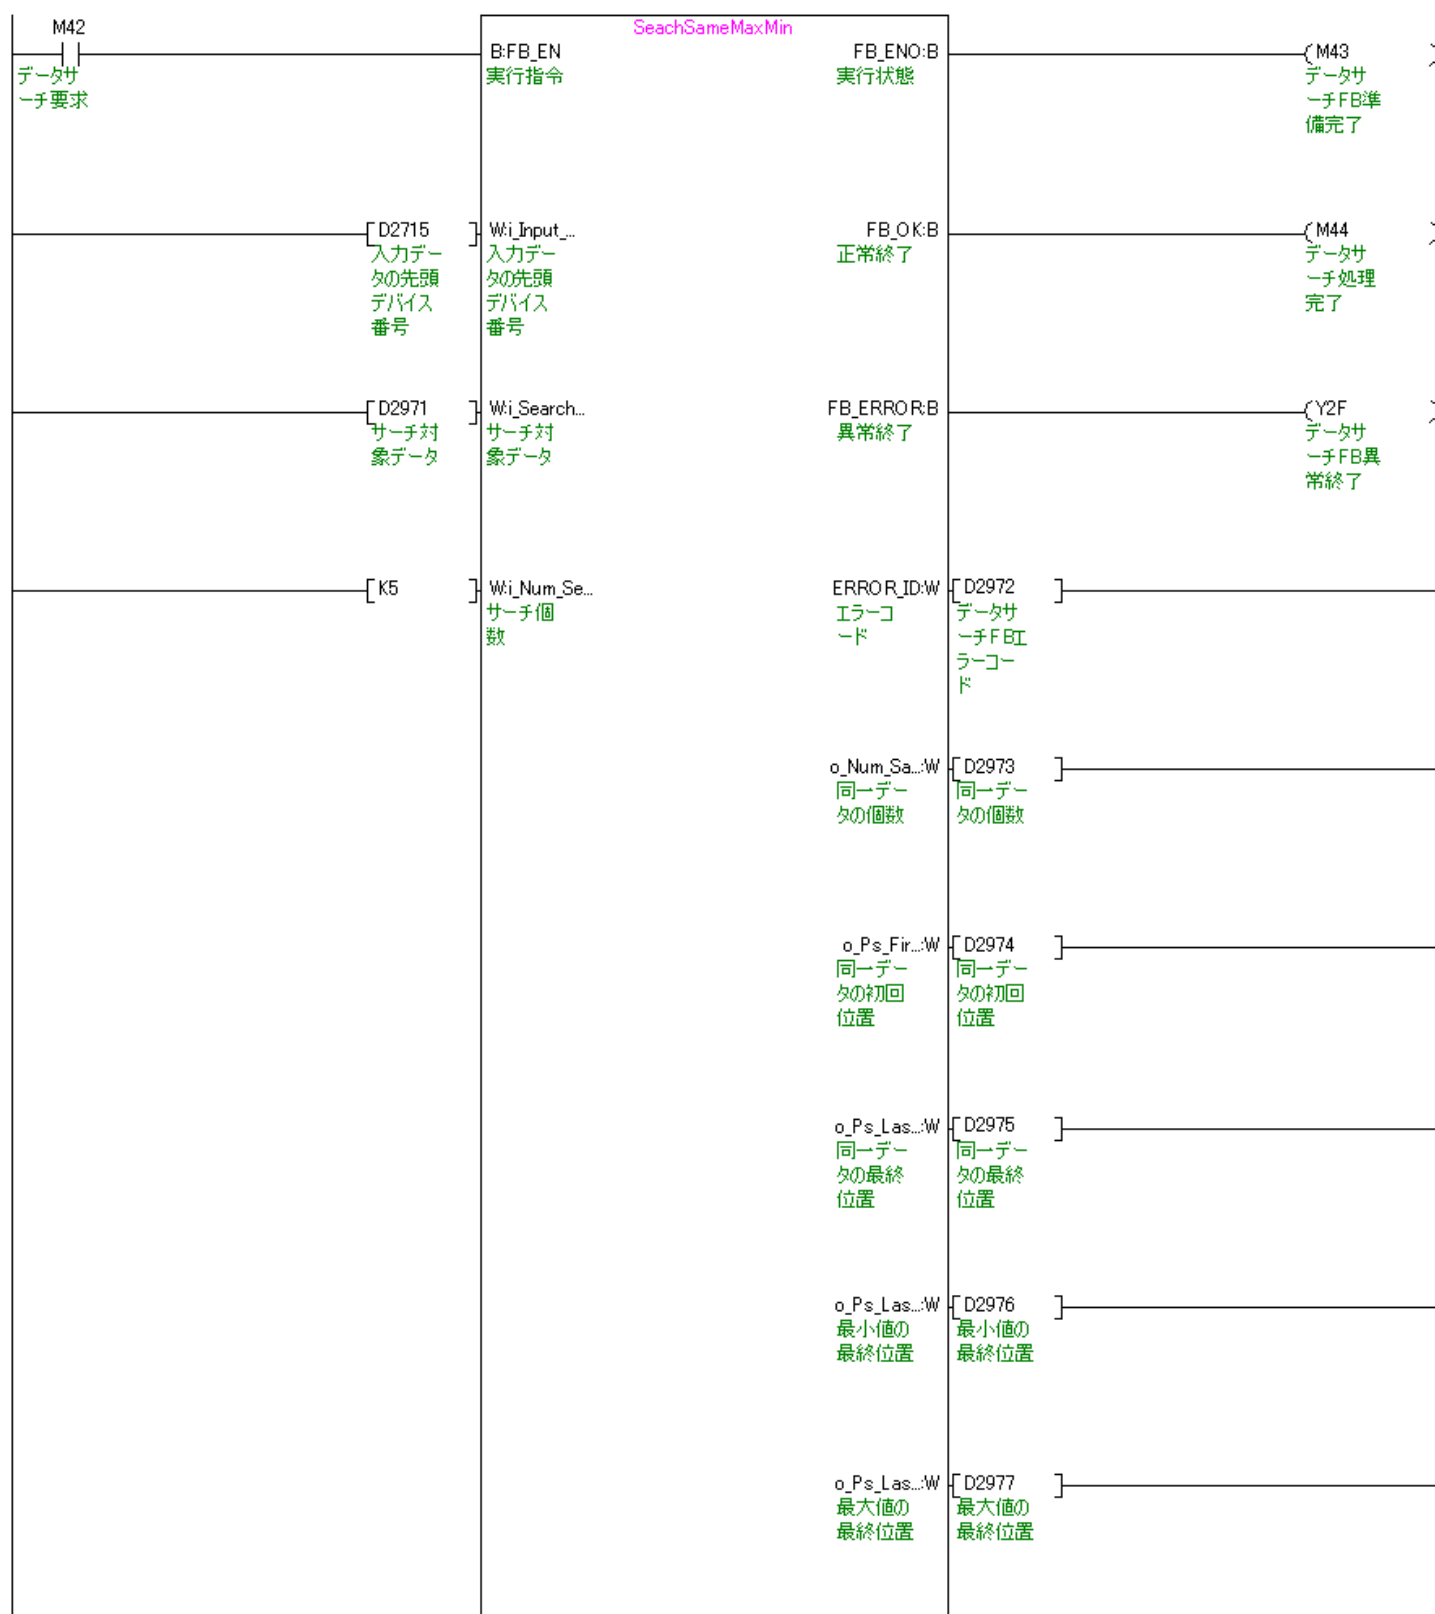 SeachSameMaxMin
M42
データサ
ーチ要求
B:FB_EN
実行指令
FB_ENO:B
実行状態
M43
データサ
ーチFB準
備完了
D2715
入力デー
タの先頭
デバイス
番号
W:i_Input_...
入力デー
タの先頭
デバイス
番号
FB_OK:B
正常終了
M44
データサ
ーチ処理
完了
D2971
サーチ対
象データ
W:i_Search...
サーチ対
象データ
FB_ERROR:B
異常終了
Y2F
データサ
ーチFB異
常終了
K5
W:i_Num_Se...
サーチ個
数
ERROR_ID:W
エラーコ
ード
D2972
データサ
ーチFBエ
ラーコー
ド
o_Num_Sa...:W
同一デー
タの個数
D2973
同一デー
タの個数
o_Ps_Fir...:W
同一デー
タの初回
位置
D2974
同一デー
タの初回
位置
o_Ps_Las...:W
同一デー
タの最終
位置
D2975
同一デー
タの最終
位置
o_Ps_Las...:W
最小値の
最終位置
D2976
最小値の
最終位置
o_Ps_Las...:W
最大値の
最終位置
D2977
最大値の
最終位置